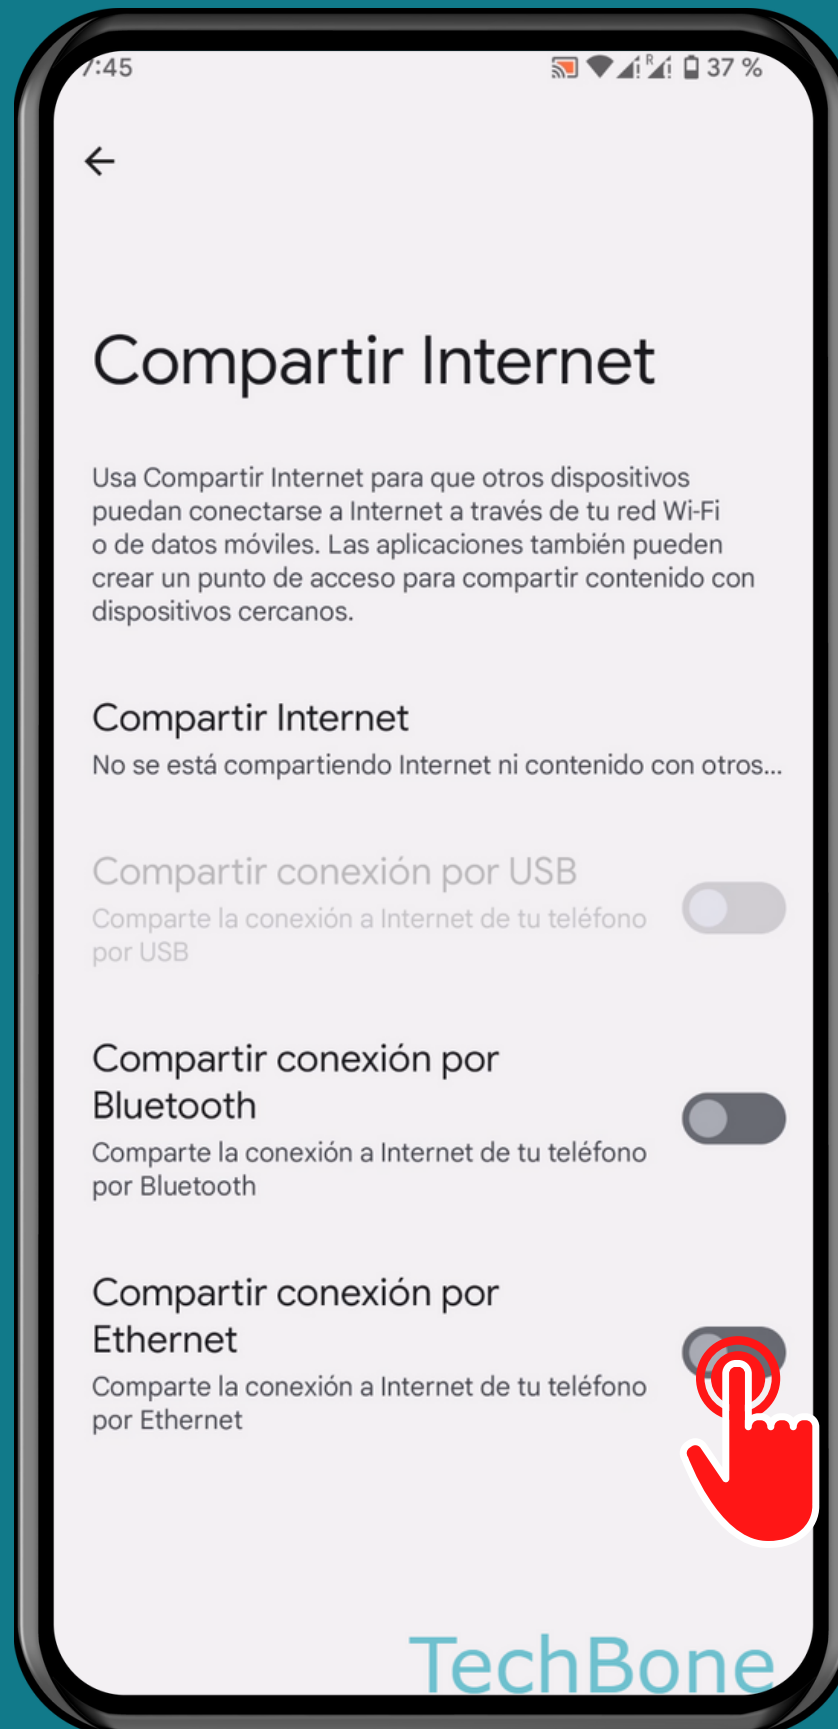 7:45
R
37 %
Compartir Internet
Usa Compartir Internet para que otros dispositivos
puedan conectarse a Internet a través de tu red Wi-Fi
o de datos móviles. Las aplicaciones también pueden
crear un punto de acceso para compartir contenido con
dispositivos cercanos.
Compartir Internet
No se está compartiendo Internet ni contenido con otros...
Compartir conexión por USB
Comparte la conexión a Internet de tu teléfono
por USB
Compartir conexión por
Bluetooth
Comparte la conexión a Internet de tu teléfono
por Bluetooth
Compartir conexión por
Ethernet
Comparte la conexión a Internet de tu teléfono
por Ethernet
TechBone